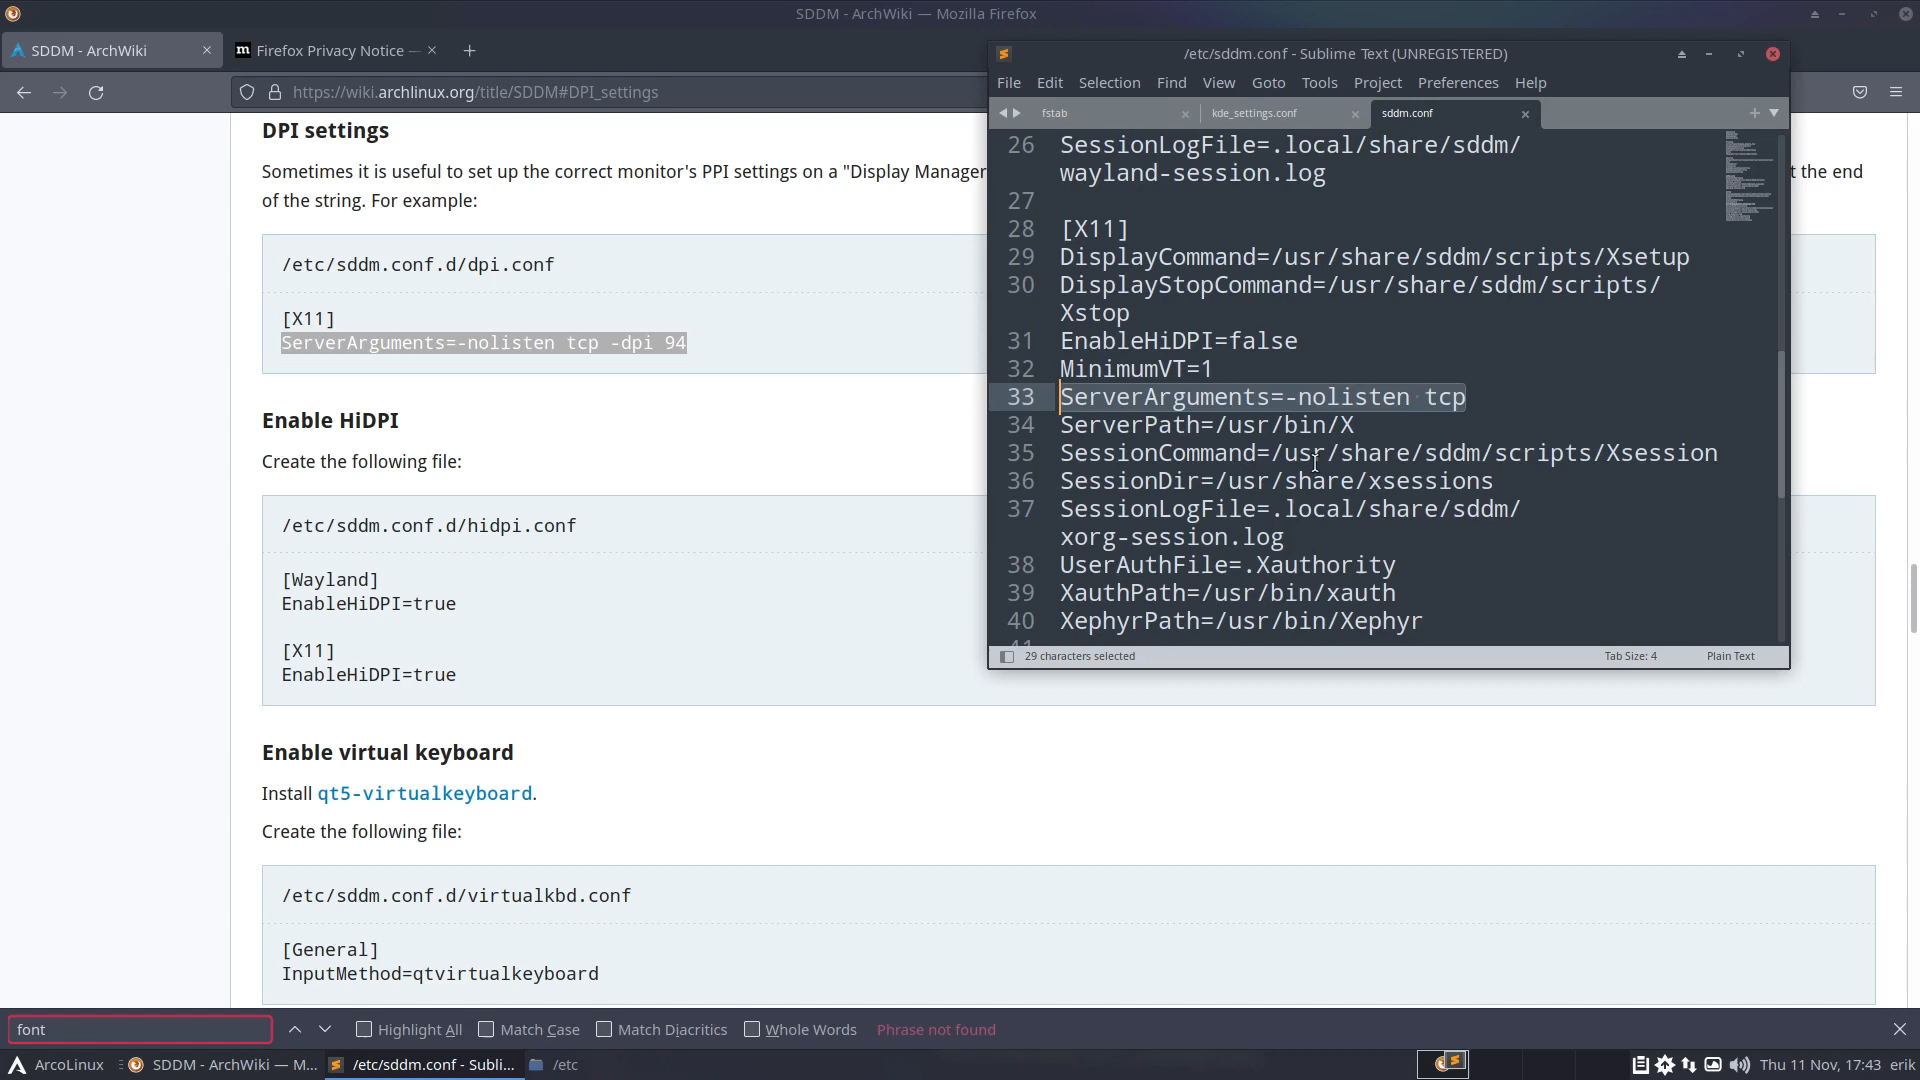 SDDM - ArchWiki — Mozilla Firefox
SDDM - ArchWiki
Firefox Privacy Notice —
https://wiki.archlinux.org/title/SDDM#DPI_settings
DPI settings
Sometimes it is useful to set up the correct monitor's PPI settings on a "Display Manager
t the end
of the string. For example:
/etc/sddm.conf.d/dpi.conf
[X11]
ServerArguments=-nolisten tcp -dpi 94
Enable HiDPI
Create the following file:
/etc/sddm.conf.d/hidpi.conf
[Wayland]
EnableHiDPI=true
[X11]
EnableHiDPI=true
Enable virtual keyboard
Install qt5-virtualkeyboard.
Create the following file:
/etc/sddm.conf.d/virtualkbd.conf
[General]
InputMethod=qtvirtualkeyboard
/etc/sddm.conf - Sublime Text (UNREGISTERED)
File Edit Selection Find View Goto Tools Project Preferences Help
fstab kde_settings.conf sddm.conf
26 SessionLogFile=.local/share/sddm/
wayland-session.log
27
28 [X11]
29 DisplayCommand=/usr/share/sddm/scripts/Xsetup
30 DisplayStopCommand=/usr/share/sddm/scripts/
Xstop
31 EnableHiDPI=false
32 MinimumVT=1
33 ServerArguments=-nolisten tcp
34 ServerPath=/usr/bin/X
35 SessionCommand=/usr/share/sddm/scripts/Xsession
36 SessionDir=/usr/share/xsessions
37 SessionLogFile=.local/share/sddm/
xorg-session.log
38 UserAuthFile=.Xauthority
39 XauthPath=/usr/bin/xauth
40 XephyrPath=/usr/bin/Xephyr
41
29 characters selected Tab Size: 4 Plain Text
font Highlight All Match Case Match Diacritics Whole Words Phrase not found
ArcoLinux SDDM - ArchWiki — M... /etc/sddm.conf - Subli... /etc Thu 11 Nov, 17:43 erik